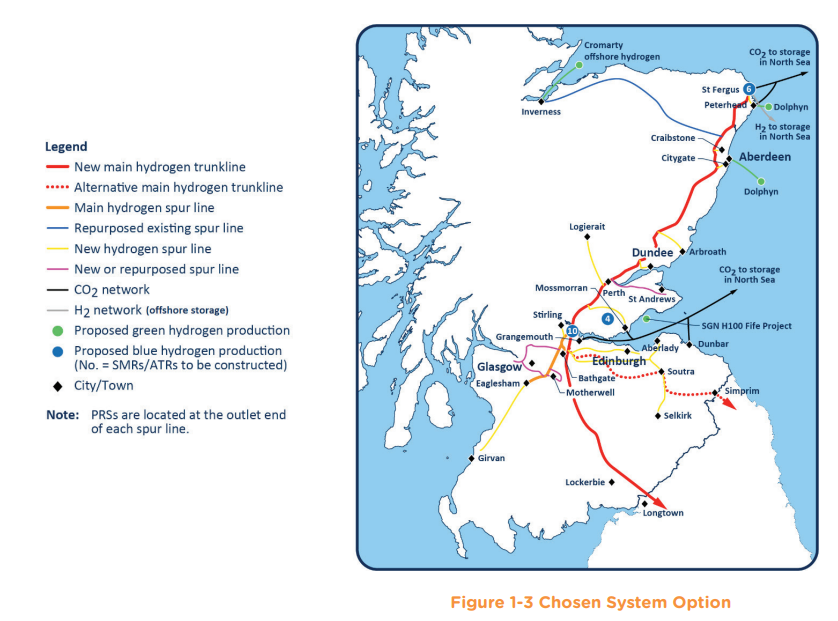 Legend
New main hydrogen trunkline
Alternative main hydrogen trunkline
Main hydrogen spur line
Repurposed existing spur line
New hydrogen spur line
New or repurposed spur line
CO2 network
H2 network (offshore storage)
Proposed green hydrogen production
Proposed blue hydrogen production
(No. = SMRs/ATRs to be constructed)
City/Town
Note: PRSs are located at the outlet end
of each spur line.
Cromarty
offshore hydrogen
CO2 to storage
in North Sea
St Fergus
6
Peterhead
Dolphyn
Inverness
H2 to storage
in North Sea
Craibstone
Citygate
Aberdeen
Dolphyn
Logierait
Dundee
Arbroath
CO2 to storage
in North Sea
Mossmorran
Perth
St Andrews
Stirling
4
10
SGN H100 Fife Project
Grangemouth
Aberlady
Dunbar
Edinburgh
Glasgow
Soutra
Eaglesham
Bathgate
Motherwell
Simprim
Selkirk
Girvan
Lockerbie
Longtown
Figure 1-3 Chosen System Option